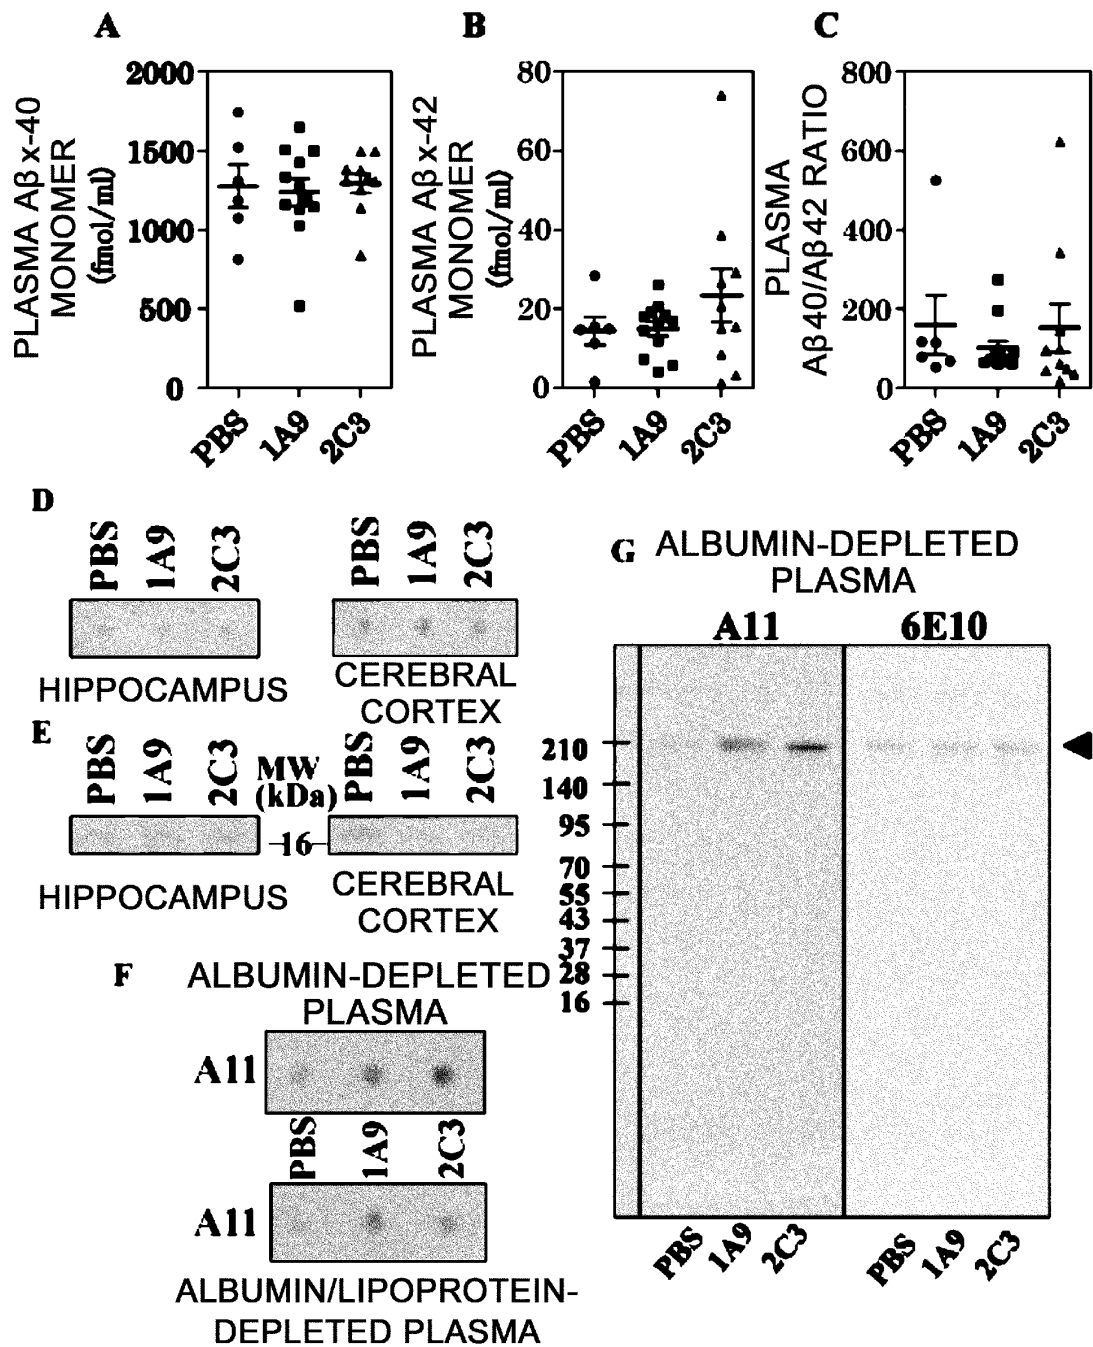 A
PLASMA Aβ x-40
MONOMER
(fmol/ml)
2000
1500
1000
500
0
PBS
1A9
2C3
B
PLASMA Aβ x-42
MONOMER
(fmol/ml)
80
60
40
20
0
PBS
1A9
2C3
C
PLASMA
Aβ40/Aβ42 RATIO
800
600
400
200
0
PBS
1A9
2C3
D
PBS
1A9
2C3
HIPPOCAMPUS
PBS
1A9
2C3
CEREBRAL
CORTEX
E
PBS
1A9
2C3
HIPPOCAMPUS
MW
(kDa)
16
PBS
1A9
2C3
CEREBRAL
CORTEX
F
ALBUMIN-DEPLETED
PLASMA
A11
PBS
1A9
2C3
A11
ALBUMIN/LIPOPROTEIN-
DEPLETED PLASMA
G
ALBUMIN-DEPLETED
PLASMA
A11
6E10
210
140
95
70
55
43
37
28
16
PBS
1A9
2C3
PBS
1A9
2C3